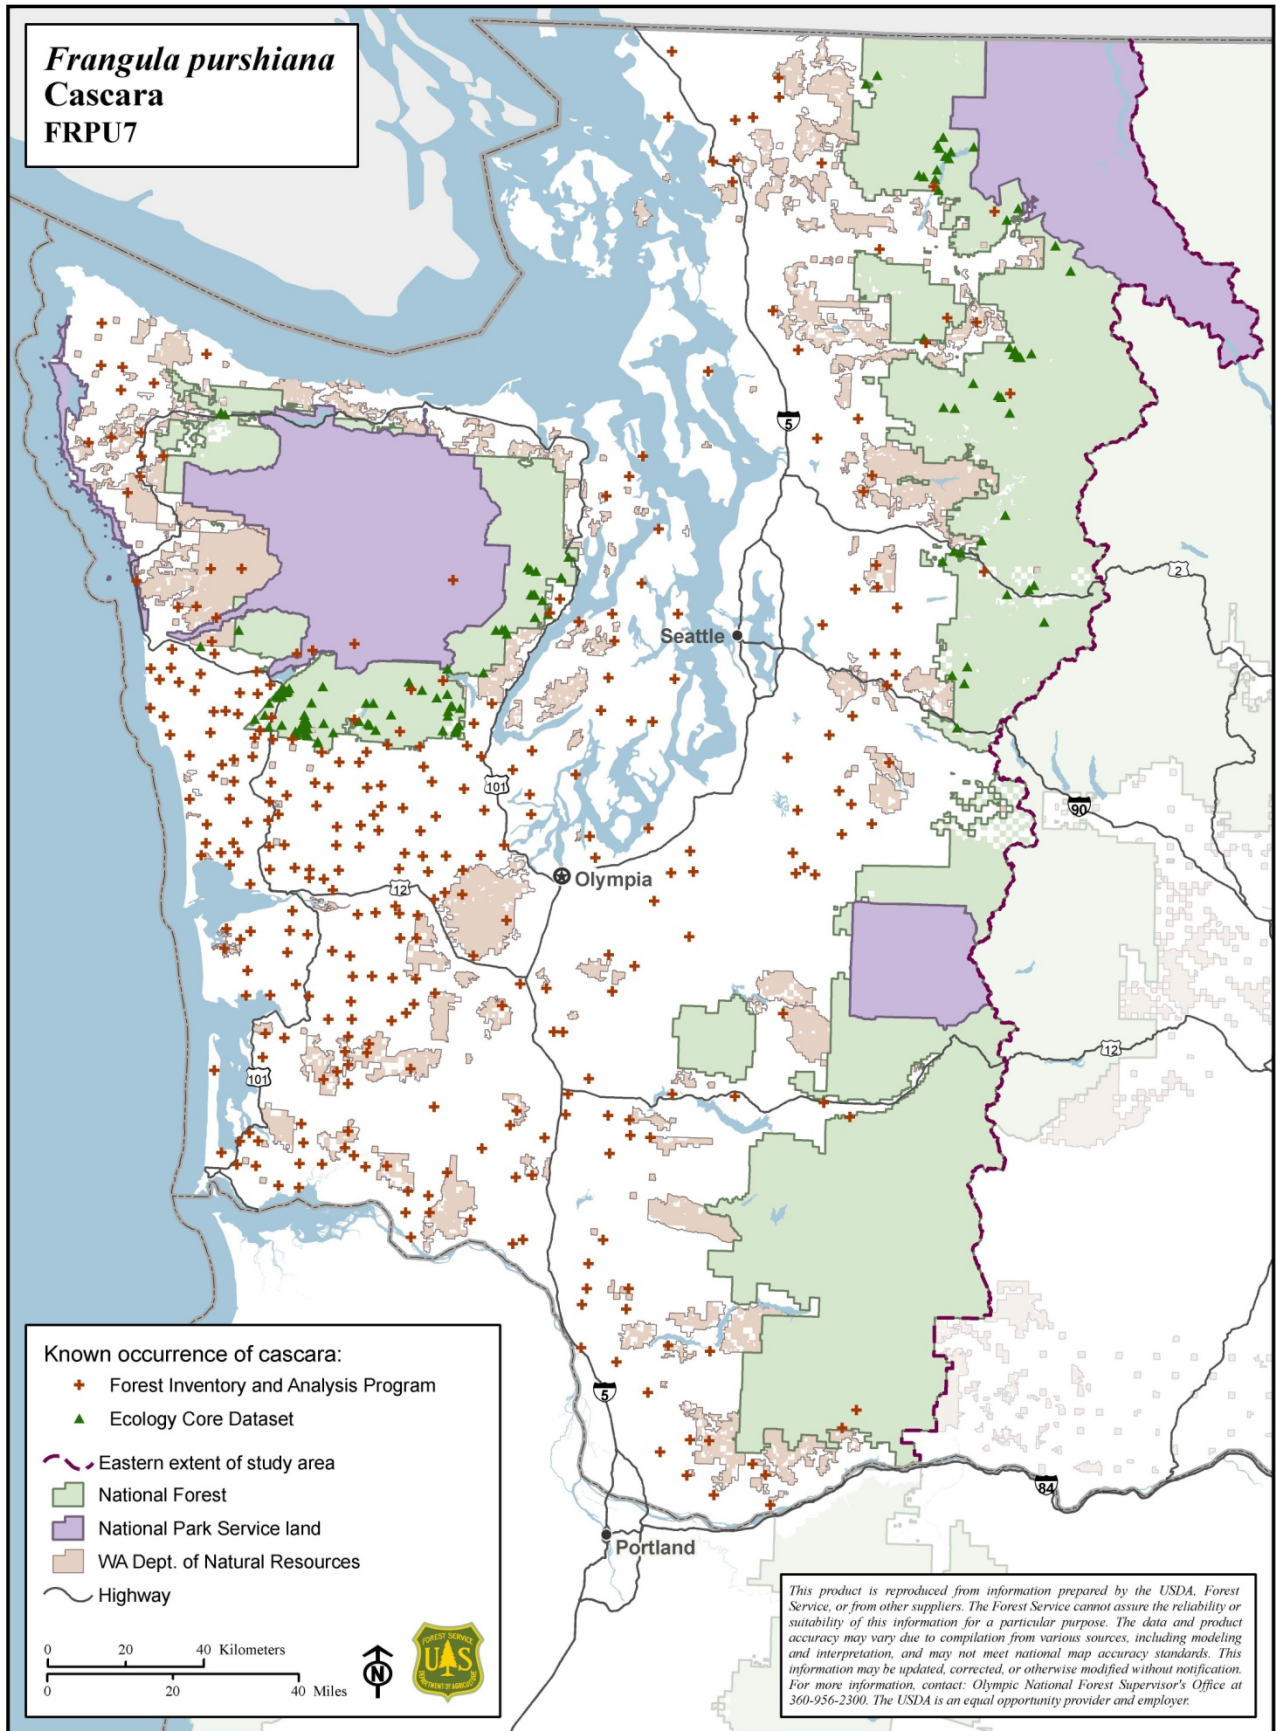 Frangula purshiana
Cascara
FRPU7
5
2
Seattle
101
90
Olympia
12
12
101
Known occurrence of cascara:
Forest Inventory and Analysis Program
Ecology Core Dataset
Eastern extent of study area
National Forest
National Park Service land
WA Dept. of Natural Resources
Highway
0 20 40 Kilometers
0 20 40 Miles
N
FOREST SERVICE
U S
DEPARTMENT OF AGRICULTURE
5
84
Portland
This product is reproduced from information prepared by the USDA, Forest
Service, or from other suppliers. The Forest Service cannot assure the reliability or
suitability of this information for a particular purpose. The data and product
accuracy may vary due to compilation from various sources, including modeling
and interpretation, and may not meet national map accuracy standards. This
information may be updated, corrected, or otherwise modified without notification.
For more information, contact: Olympic National Forest Supervisor's Office at
360-956-2300. The USDA is an equal opportunity provider and employer.